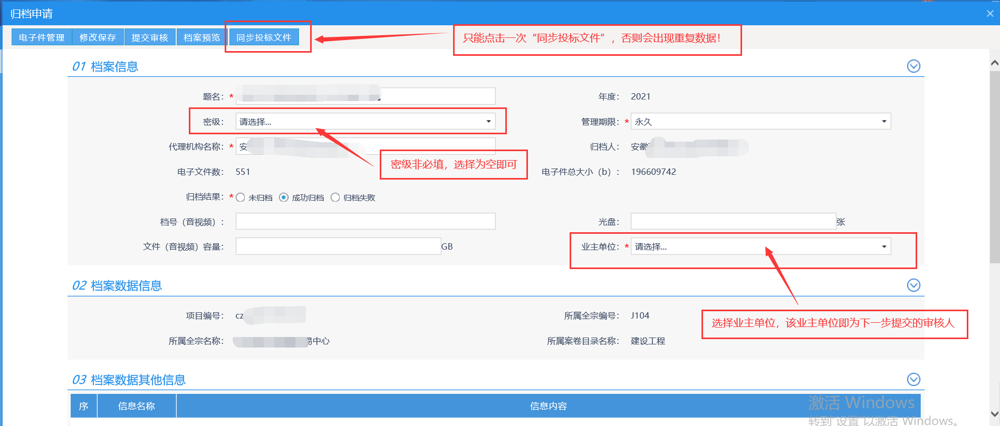 归档申请
电子件管理 修改保存 提交审核 档案预览 同步投标文件
只能点击一次“同步投标文件”，否则会出现重复数据！
01 档案信息
题名：*
年度： 2021
密级： 请选择...
管理期限：* 永久
代理机构名称：* 安
归档人： 安徽
密级非必填，选择为空即可
电子文件数： 551
电子件总大小（b）： 196609742
归档结果：* 未归档 成功归档 归档失败
档号（音视频）：
光盘： 张
文件（音视频）容量： GB
业主单位：* 请选择...
02 档案数据信息
项目编号： cz
所属全宗编号： J104
选择业主单位，该业主单位即为下一步提交的审核人
所属全宗名称： 易中心
所属案卷目录名称： 建设工程
03 档案数据其他信息
序 信息名称 信息内容
激活 Windows
转到“设置”以激活 Windows。